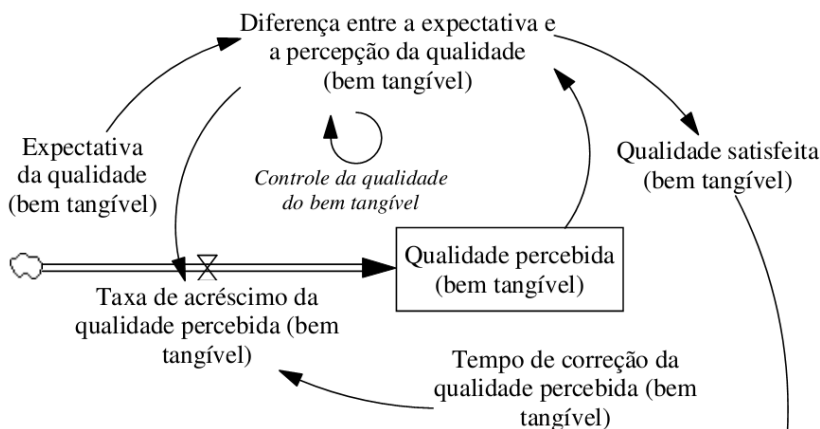 Diferença entre a expectativa e
a percepção da qualidade
(bem tangível)
Expectativa
da qualidade
(bem tangível)
Controle da qualidade
do bem tangível
Qualidade satisfeita
(bem tangível)
Qualidade percebida
(bem tangível)
Taxa de acréscimo da
qualidade percebida (bem
tangível)
Tempo de correção da
qualidade percebida (bem
tangível)